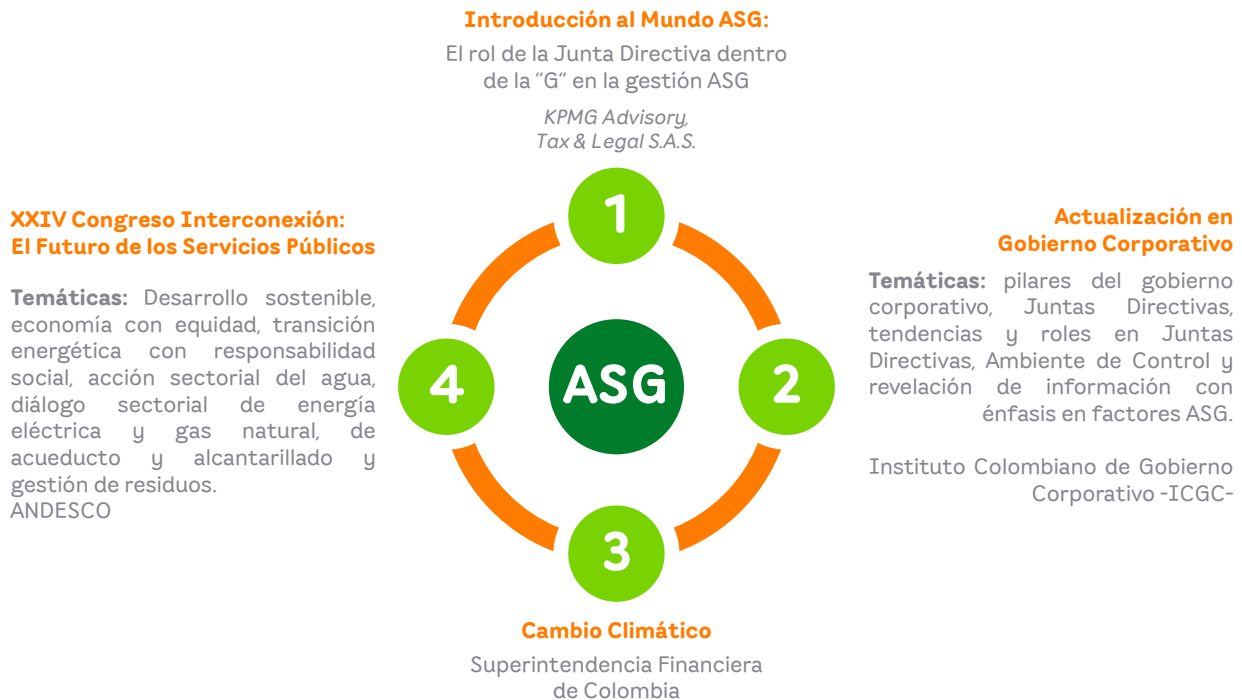 Introducción al Mundo ASG:
El rol de la Junta Directiva dentro
de la "G" en la gestión ASG
KPMG Advisory,
Tax & Legal S.A.S.
1
Actualización en
Gobierno Corporativo
Temáticas: pilares del gobierno
corporativo, Juntas Directivas,
tendencias y roles en Juntas
Directivas, Ambiente de Control y
revelación de información con
énfasis en factores ASG.
Instituto Colombiano de Gobierno
Corporativo -ICGC-
2
ASG
3
Cambio Climático
Superintendencia Financiera
de Colombia
4
XXIV Congreso Interconexión:
El Futuro de los Servicios Públicos
Temáticas: Desarrollo sostenible,
economía con equidad, transición
energética con responsabilidad
social, acción sectorial del agua,
diálogo sectorial de energía
eléctrica y gas natural, de
acueducto y alcantarillado y
gestión de residuos.
ANDESCO